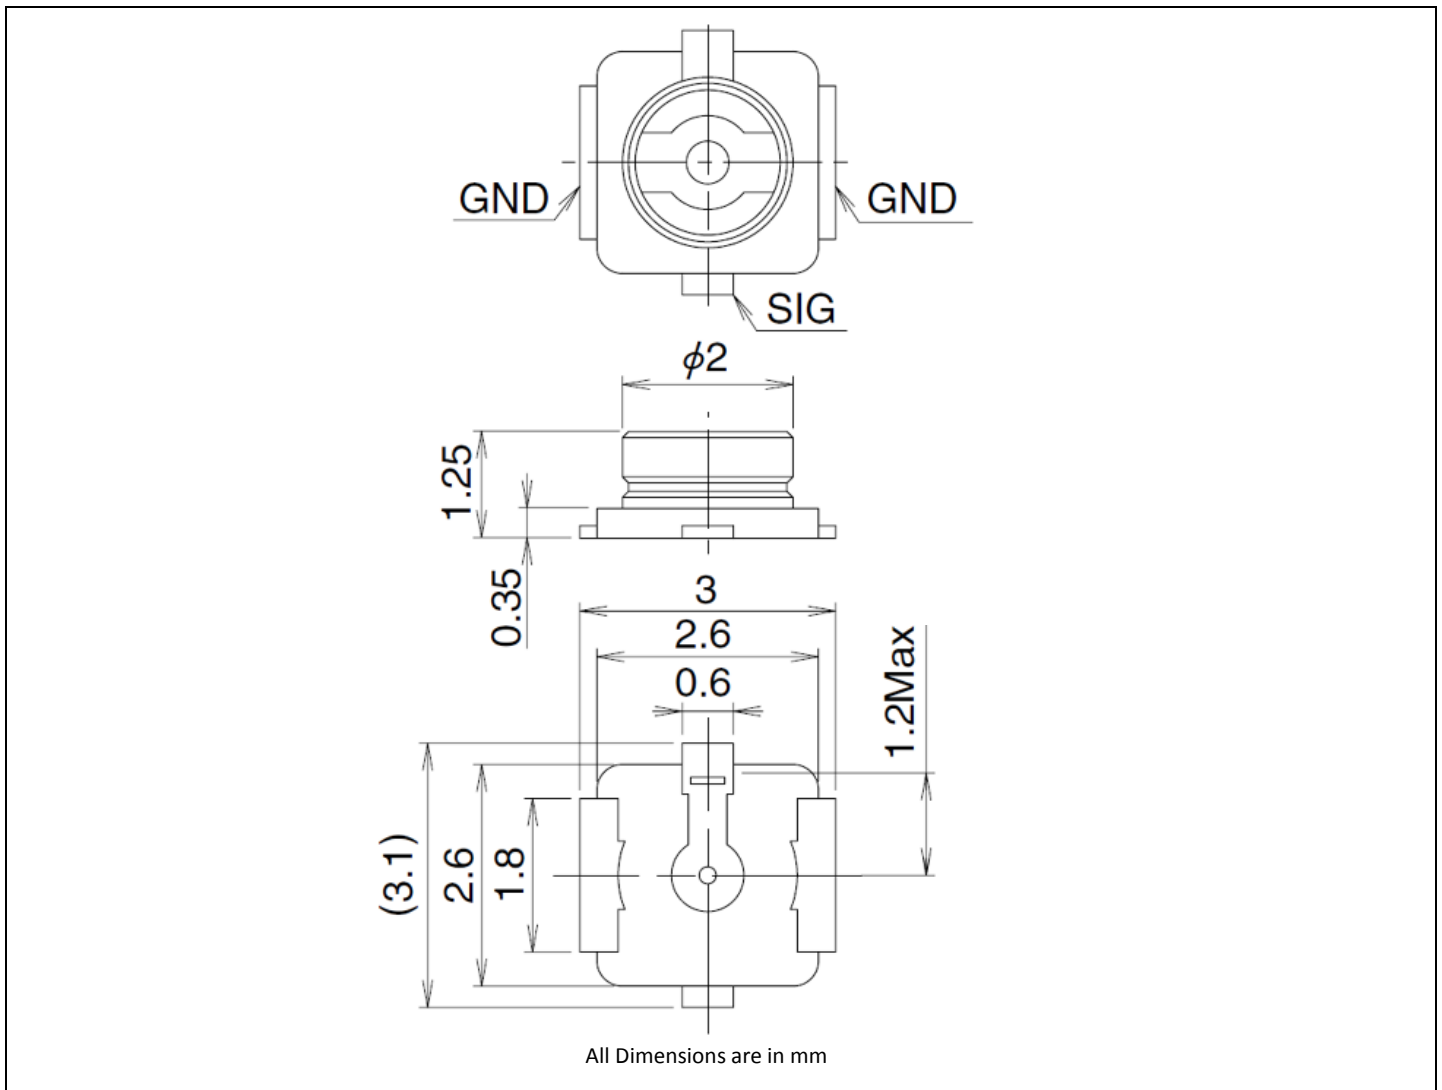 GND
GND
SIG
ϕ2
1.25
0.35
3
2.6
0.6
1.2Max
(3.1)
2.6
1.8
All Dimensions are in mm